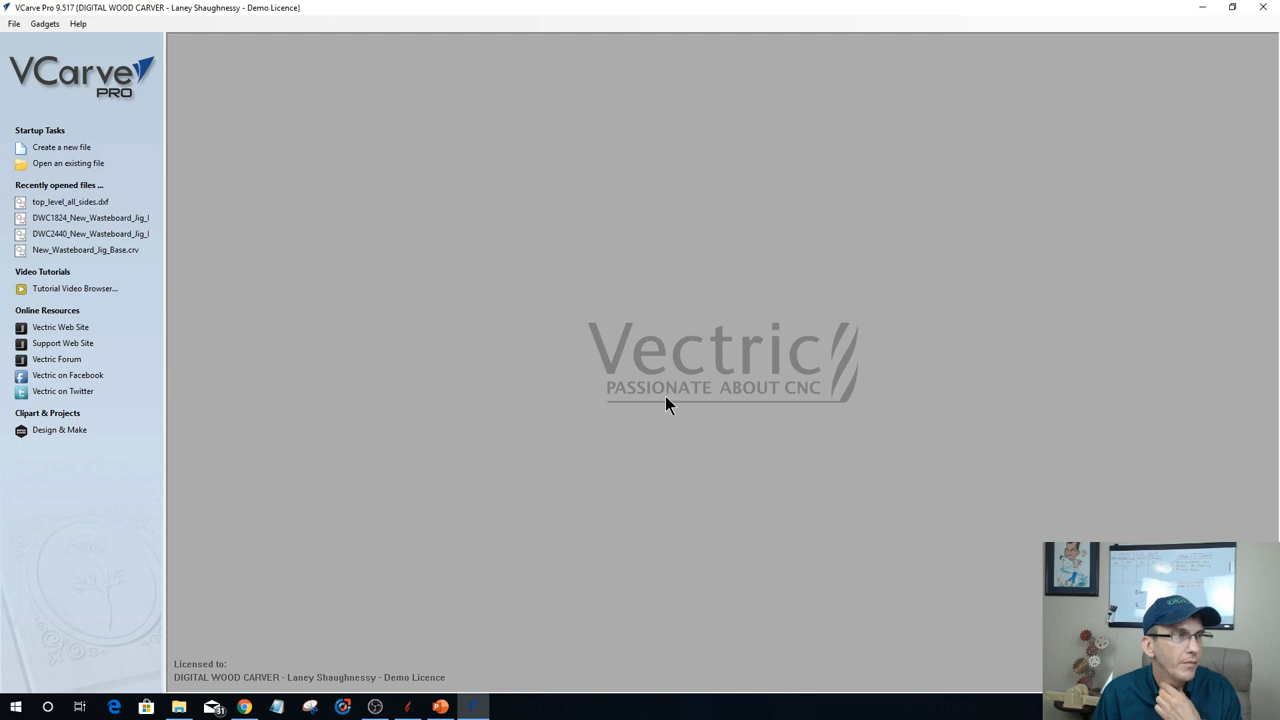 VCarve Pro 9.517 {DIGITAL WOOD CARVER - Laney Shaughnessy - Demo Licence}
File Gadgets Help
VCarve
PRO
Startup Tasks
Create a new file
Open an existing file
Recently opened files ...
top_level_all_sides.dxf
DWC1824_New_Wasteboard_Jig_
DWC2440_New_Wasteboard_Jig_
New_Wasteboard_Jig_Base.crv
Video Tutorials
Tutorial Video Browser...
Online Resources
Vectric Web Site
Support Web Site
Vectric Forum
Vectric on Facebook
Vectric on Twitter
Clipart & Projects
Design & Make
Vectric
PASSIONATE ABOUT CNC
Licensed to:
DIGITAL WOOD CARVER - Laney Shaughnessy - Demo Licence
31